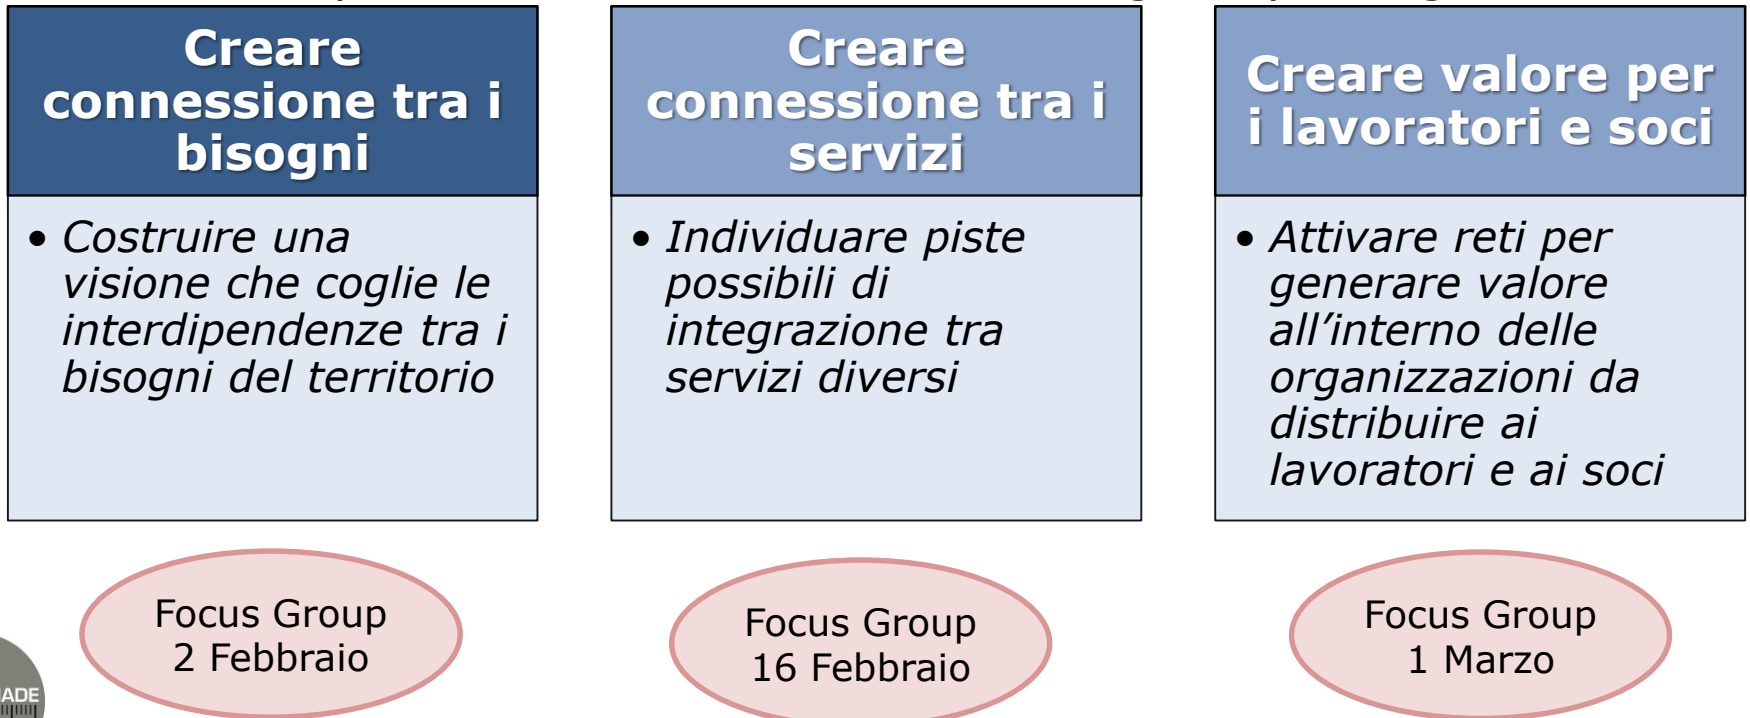 Creare
connessione tra i
bisogni
• Costruire una
visione che coglie le
interdipendenze tra i
bisogni del territorio
Focus Group
2 Febbraio
Creare
connessione tra i
servizi
• Individuare piste
possibili di
integrazione tra
servizi diversi
Focus Group
16 Febbraio
Creare valore per
i lavoratori e soci
• Attivare reti per
generare valore
all’interno delle
organizzazioni da
distribuire ai
lavoratori e ai soci
Focus Group
1 Marzo